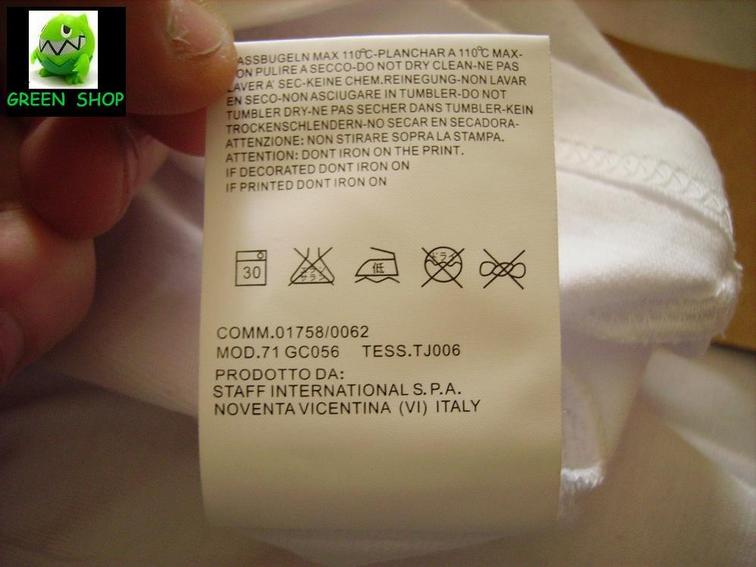 GREEN SHOP
ASSBUGELN MAX 110°C-PLANCHAR A 110°C MAX-
ON PULIRE A SECCO-DO NOT DRY CLEAN-NE PAS
LAVER A' SEC-KEINE CHEM.REINEGUNG-NON LAVAR
EN SECO-NON ASCIUGARE IN TUMBLER-DO NOT
TUMBLER DRY-NE PAS SECHER DANS TUMBLER-KEIN
TROCKENSCHLENDERN-NO SECAR EN SECADORA-
ATTENZIONE: NON STIRARE SOPRA LA STAMPA.
ATTENTION: DONT IRON ON THE PRINT.
IF DECORATED DONT IRON ON
IF PRINTED DONT IRON ON
30 低
COMM.01758/0062
MOD.71 GC056 TESS.TJ006
PRODOTTO DA:
STAFF INTERNATIONAL S.P.A.
NOVENTA VICENTINA (VI) ITALY